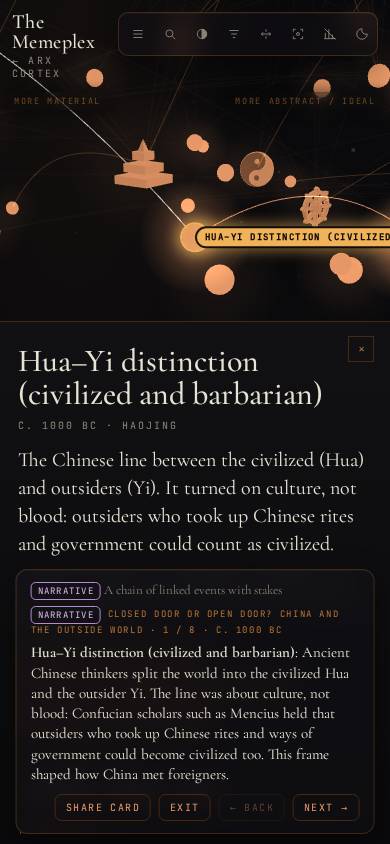 The
Memeplex
← ARX
CORTEX
MORE MATERIAL
MORE ABSTRACT / IDEAL
HUA–YI DISTINCTION (CIVILIZED
×
Hua–Yi distinction
(civilized and barbarian)
C. 1000 BC · HAOJING
The Chinese line between the civilized (Hua)
and outsiders (Yi). It turned on culture, not
blood: outsiders who took up Chinese rites
and government could count as civilized.
NARRATIVE A chain of linked events with stakes
NARRATIVE CLOSED DOOR OR OPEN DOOR? CHINA AND
THE OUTSIDE WORLD · 1 / 8 · C. 1000 BC
Hua–Yi distinction (civilized and barbarian): Ancient
Chinese thinkers split the world into the civilized Hua
and the outsider Yi. The line was about culture, not
blood: Confucian scholars such as Mencius held that
outsiders who took up Chinese rites and ways of
government could become civilized too. This frame
shaped how China met foreigners.
SHARE CARD EXIT ← BACK NEXT →